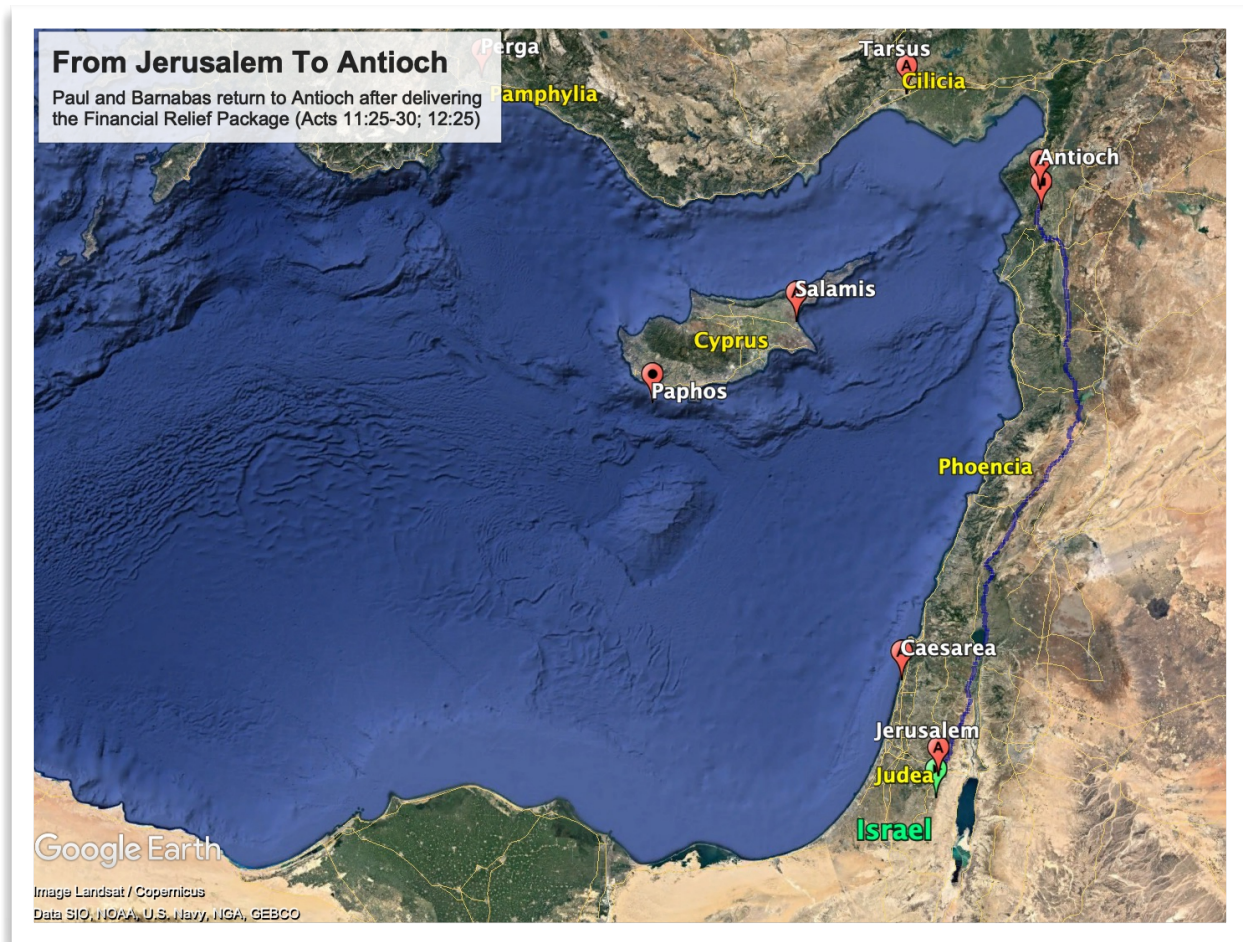 From Jerusalem To Antioch
Paul and Barnabas return to Antioch after delivering
the Financial Relief Package (Acts 11:25-30; 12:25)
Perga
Pamphylia
Tarsus
A
Cilicia
Antioch
Salamis
Cyprus
Paphos
Phoencia
Caesarea
Jerusalem
A
Judea
Israel
Google Earth
Image Landsat / Copernicus
Data SIO, NOAA, U.S. Navy, NGA, GEBCO